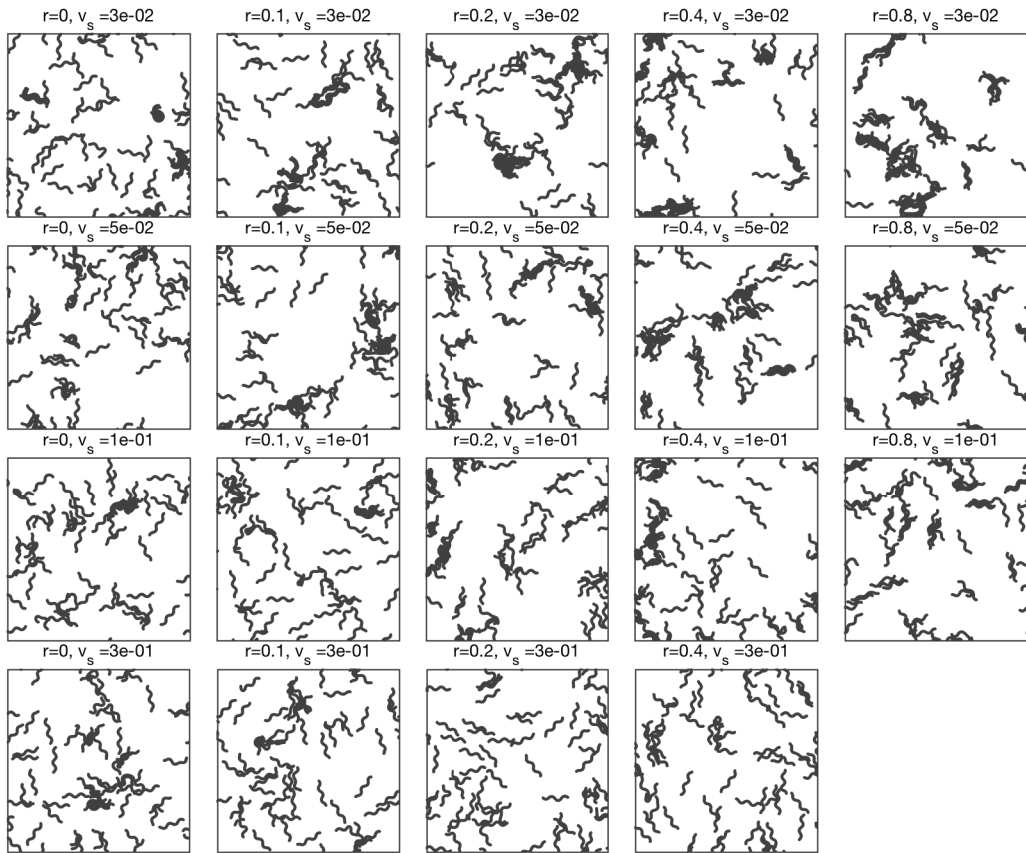 r=0, v_s =3e-02 r=0.1, v_s =3e-02 r=0.2, v_s =3e-02 r=0.4, v_s =3e-02 r=0.8, v_s =3e-02
r=0, v_s =5e-02 r=0.1, v_s =5e-02 r=0.2, v_s =5e-02 r=0.4, v_s =5e-02 r=0.8, v_s =5e-02
r=0, v_s =1e-01 r=0.1, v_s =1e-01 r=0.2, v_s =1e-01 r=0.4, v_s =1e-01 r=0.8, v_s =1e-01
r=0, v_s =3e-01 r=0.1, v_s =3e-01 r=0.2, v_s =3e-01 r=0.4, v_s =3e-01